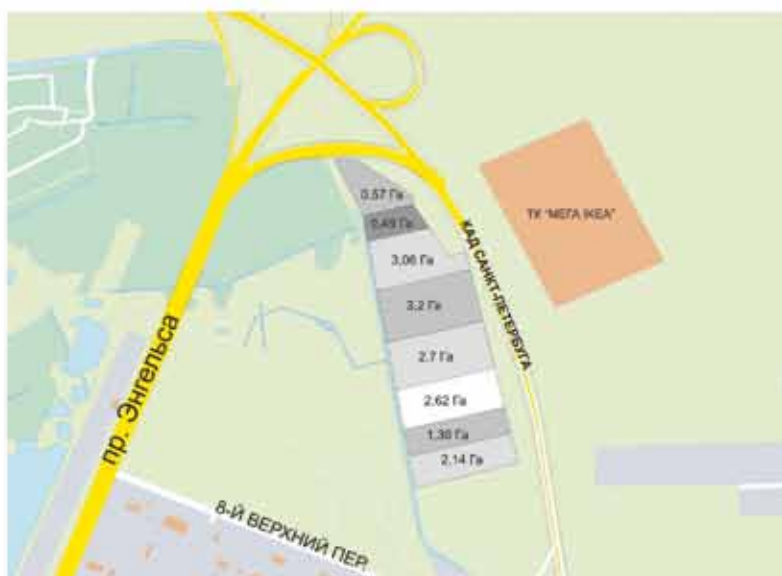 0.57 Га
0.49 Га
3,06 Га
3.2 Га
2.7 Га
2,62 Га
1,30 Га
2.14 Га
ТК "МЕГА IKEA"
КАД САНКТ-ПЕТЕРБУГА
пр. Энгельса
8-Й ВЕРХНИЙ ПЕР.